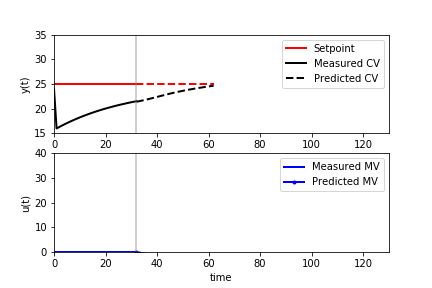 35
30
25
20
15
y(t)
Setpoint
Measured CV
Predicted CV
0 20 40 60 80 100 120
40
30
20
10
0
u(t)
Measured MV
Predicted MV
0 20 40 60 80 100 120
time